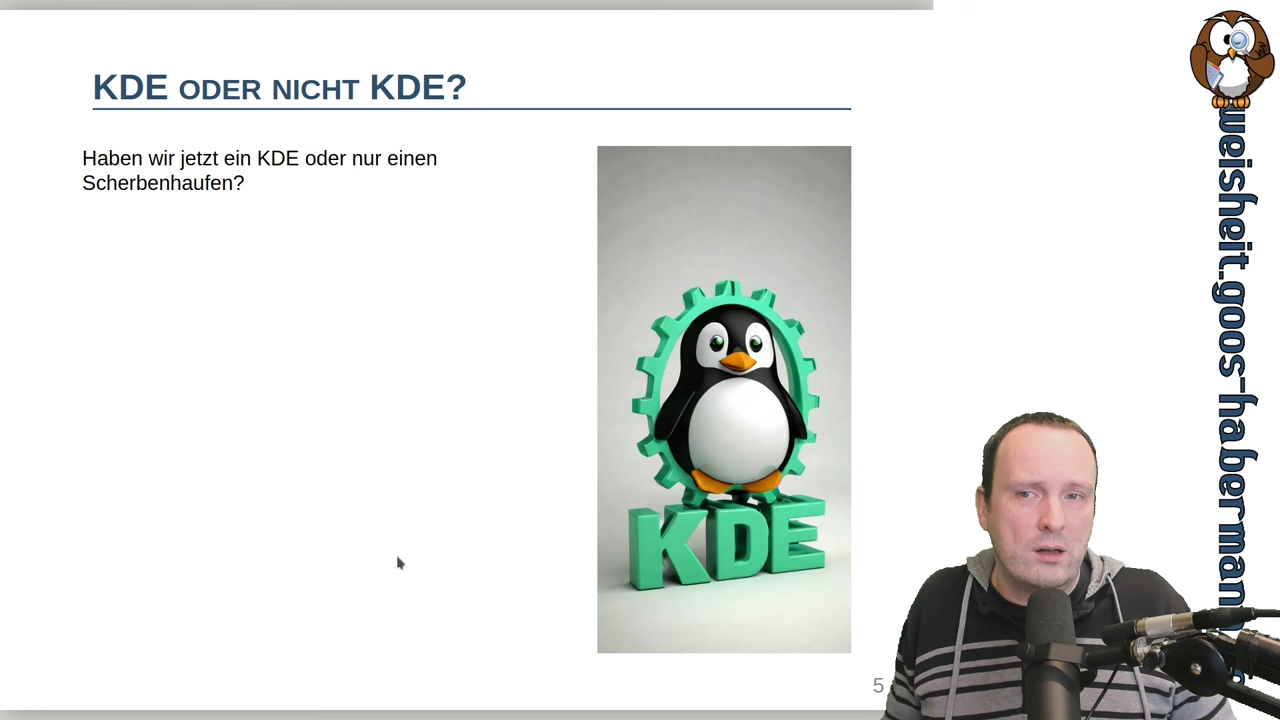 KDE ODER NICHT KDE?
Haben wir jetzt ein KDE oder nur einen
Scherbenhaufen?
KDE
5
weisheit.goos-haberman